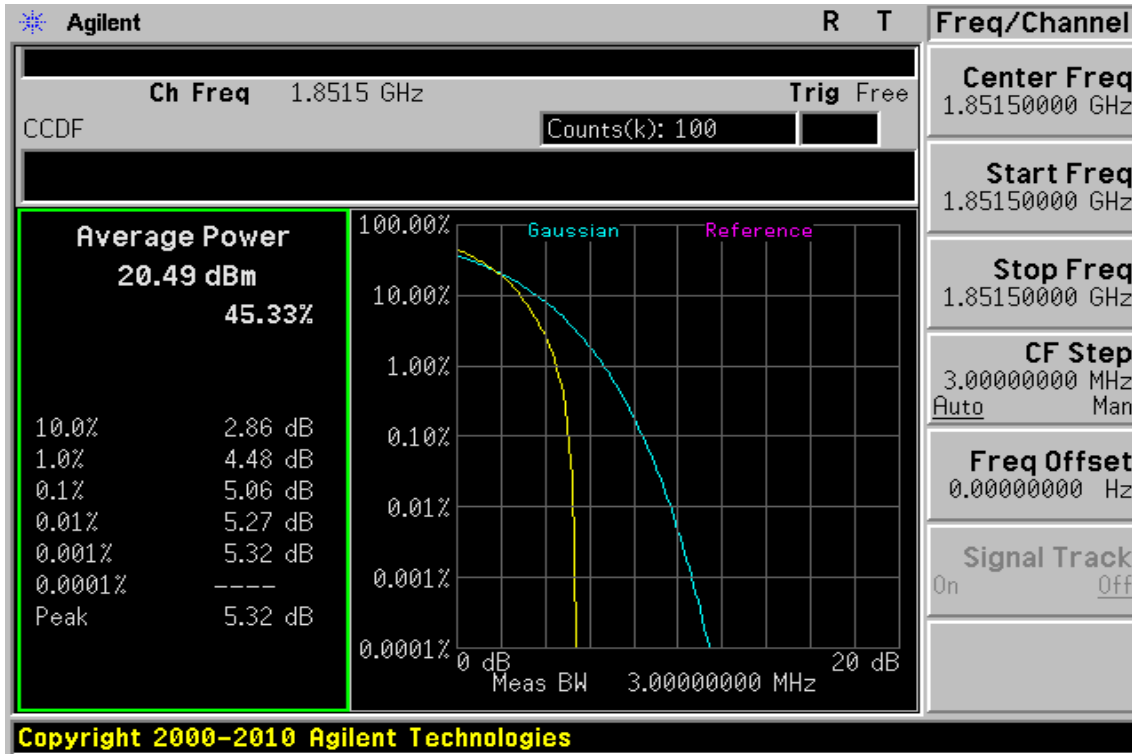 Agilent R T
Ch Freq 1.8515 GHz Trig Free
CCDF Counts(k): 100
Average Power
20.49 dBm
45.33%
10.0% 2.86 dB
1.0% 4.48 dB
0.1% 5.06 dB
0.01% 5.27 dB
0.001% 5.32 dB
0.0001% ----
Peak 5.32 dB
Gaussian Reference
100.00%
10.00%
1.00%
0.10%
0.01%
0.001%
0.0001%
0 dB 20 dB
Meas BW 3.00000000 MHz
Freq/Channel
Center Freq
1.85150000 GHz
Start Freq
1.85150000 GHz
Stop Freq
1.85150000 GHz
CF Step
3.00000000 MHz
Auto Man
Freq Offset
0.00000000 Hz
Signal Track
On Off
Copyright 2000-2010 Agilent Technologies